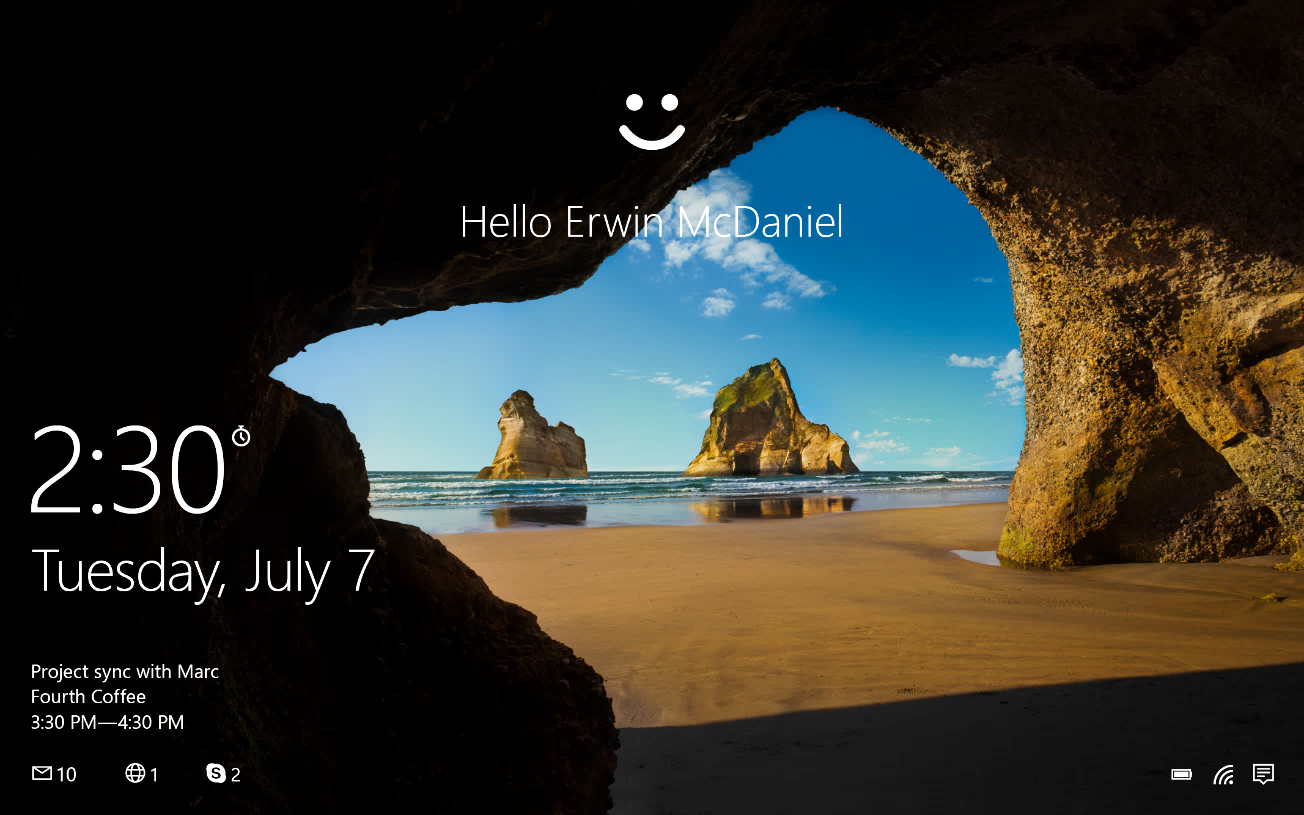 Hello Erwin McDaniel
2:30
Tuesday, July 7
Project sync with Marc
Fourth Coffee
3:30 PM—4:30 PM
10 1 S 2